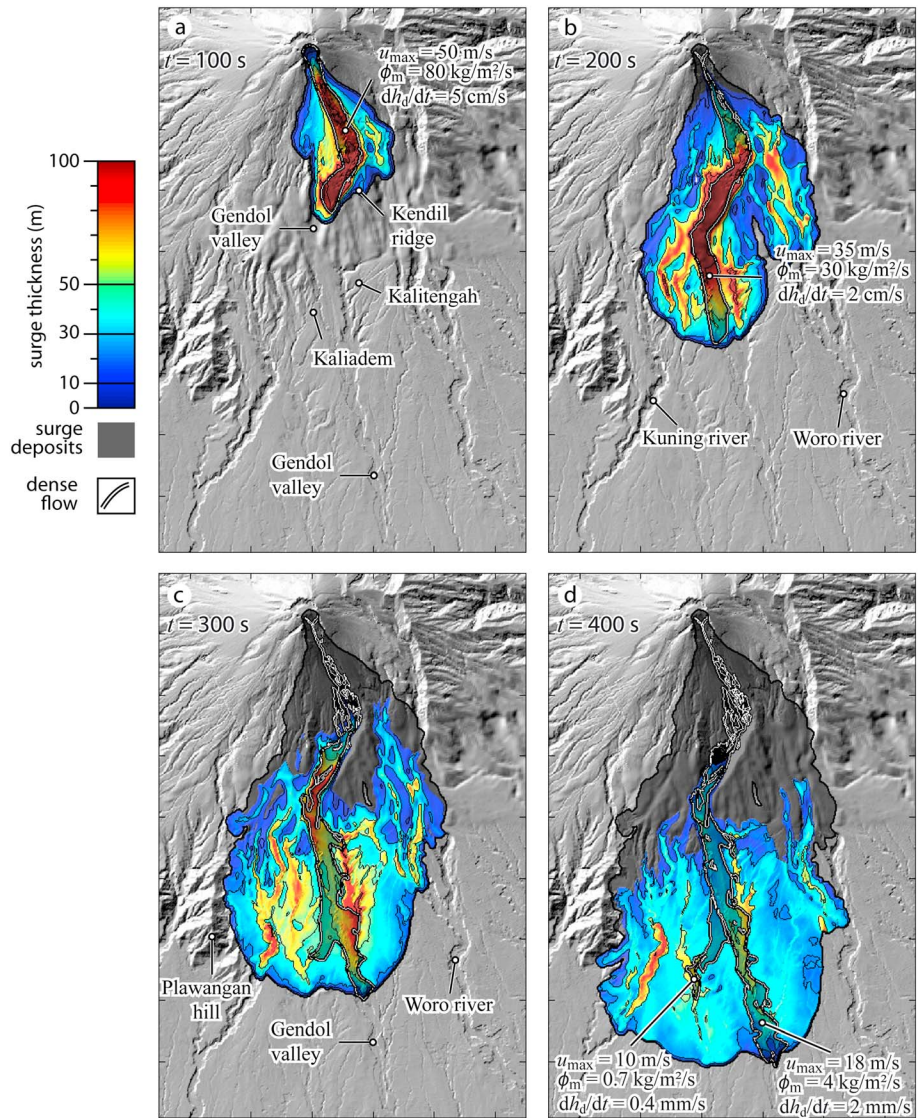 a
t = 100 s
u_max = 50 m/s
ϕ_m = 80 kg/m²/s
dh_d/dt = 5 cm/s
Gendol
valley
Kendil
ridge
Kalitengah
Kaliadem
Gendol
valley
surge thickness (m)
100
60
30
10
0
surge
deposits
dense
flow
b
t = 200 s
u_max = 35 m/s
ϕ_m = 30 kg/m²/s
dh_d/dt = 2 cm/s
Kuning river
Woro river
c
t = 300 s
Plawangan
hill
Woro river
Gendol
valley
d
t = 400 s
u_max = 10 m/s
ϕ_m = 0.7 kg/m²/s
dh_d/dt = 0.4 mm/s
u_max = 18 m/s
ϕ_m = 4 kg/m²/s
dh_d/dt = 2 mm/s